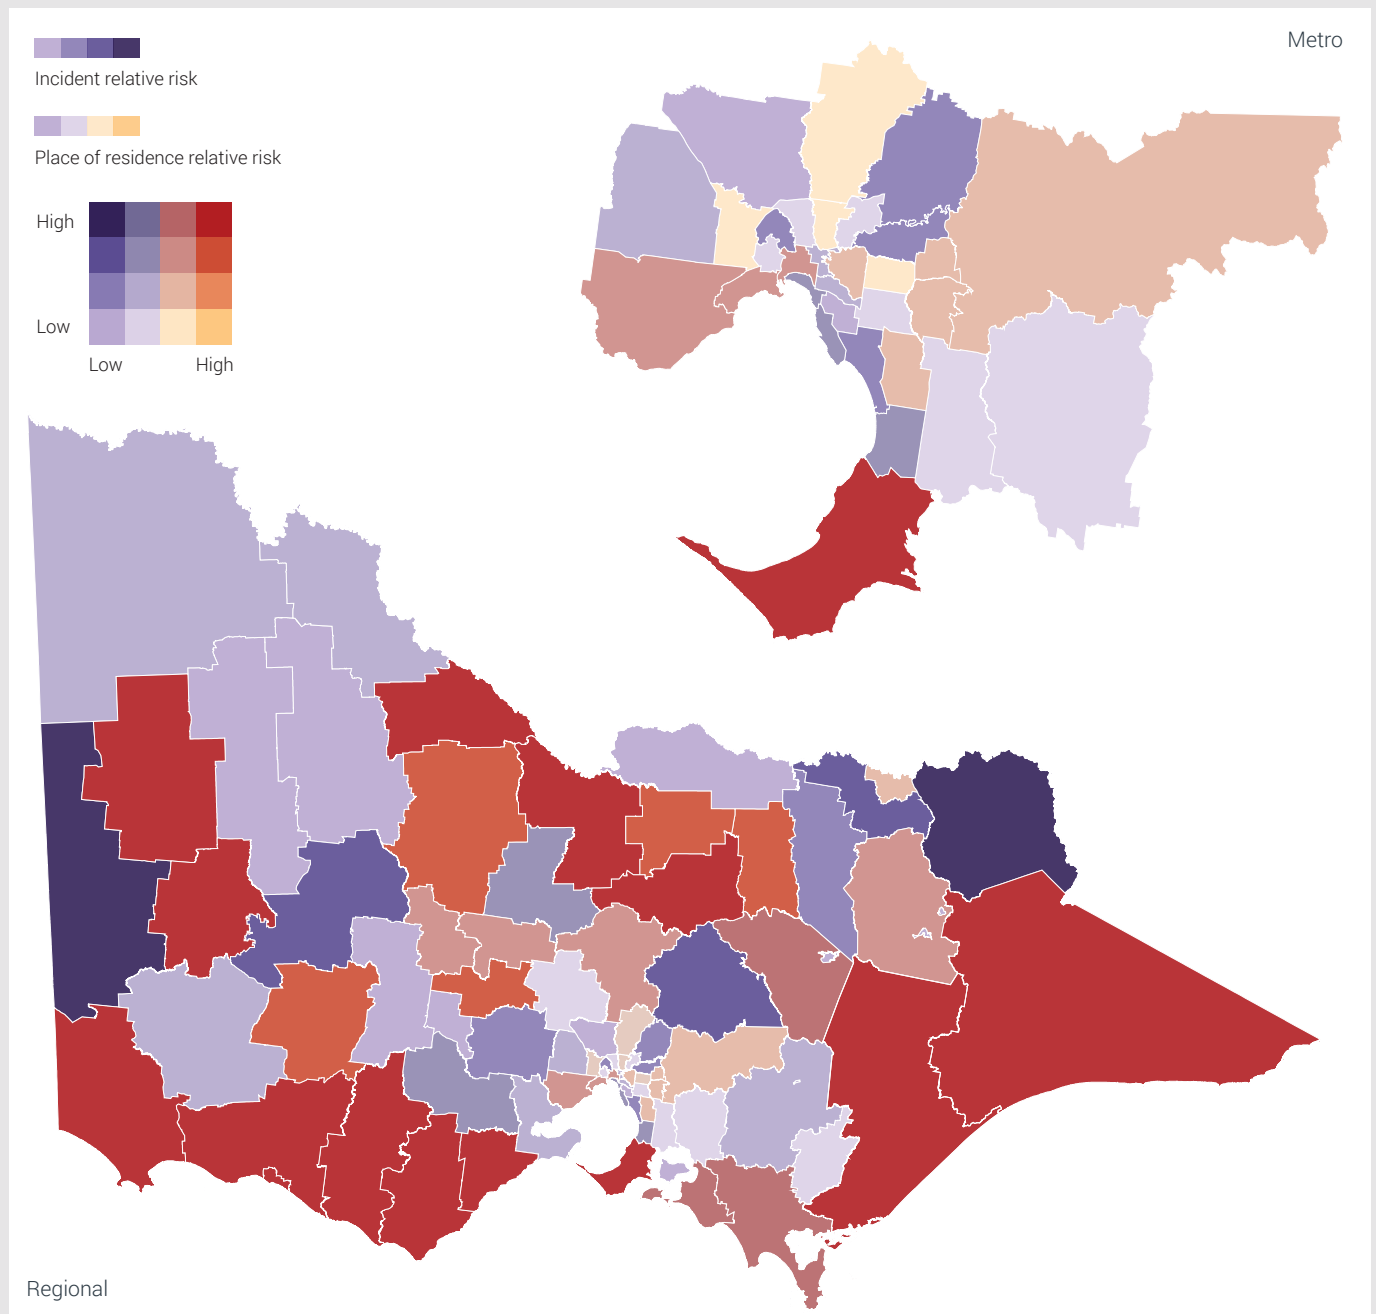 Metro
Incident relative risk
Place of residence relative risk
High
Low
Low High
Regional